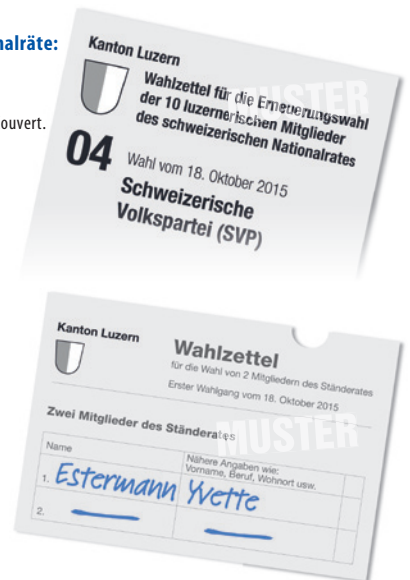 nalräte:
ouvert.
Kanton Luzern
MUSTER
Wahlzettel für die Erneuerungswahl
der 10 luzernerischen Mitglieder
des schweizerischen Nationalrates
04
Wahl vom 18. Oktober 2015
Schweizerische
Volkspartei (SVP)
Kanton Luzern
Wahlzettel
für die Wahl von 2 Mitgliedern des Ständerates
Erster Wahlgang vom 18. Oktober 2015
Zwei Mitglieder des Ständerates
MUSTER
Name
Nähere Angaben wie:
Vorname, Beruf, Wohnort usw.
1. Estermann Yvette
2.